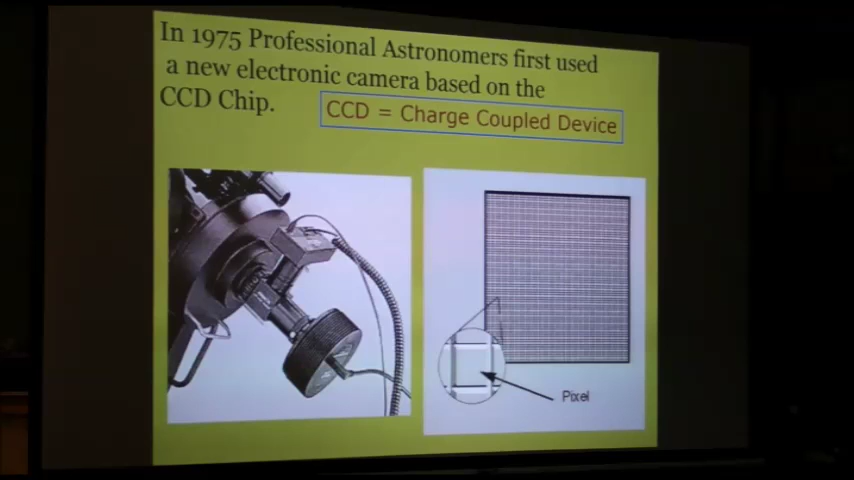 In 1975 Professional Astronomers first used
a new electronic camera based on the
CCD Chip.
CCD = Charge Coupled Device
Pixel